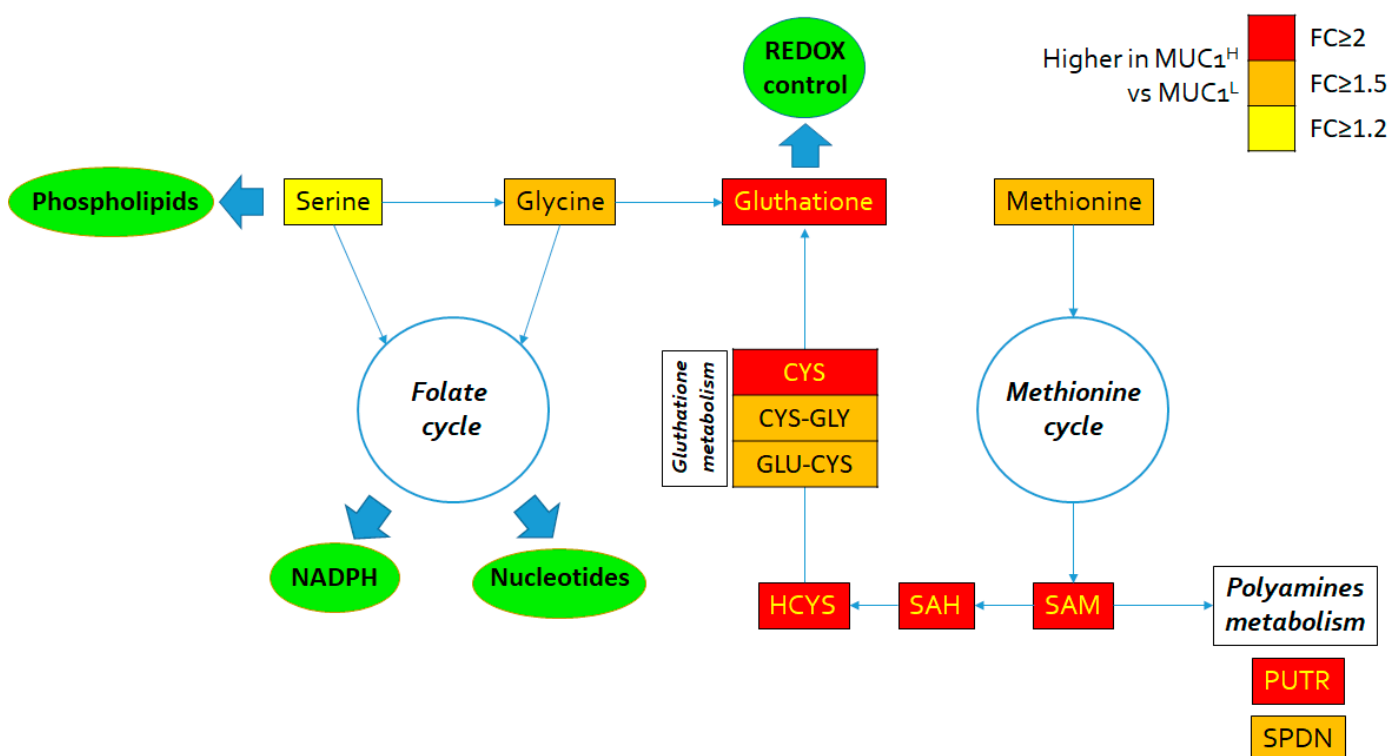 REDOX
control
Higher in MUC1ᴴ
vs MUC1ᴸ
FC≥2
FC≥1.5
FC≥1.2
Phospholipids
Serine
Glycine
Gluthatione
Methionine
Folate
cycle
Gluthatione
metabolism
CYS
CYS-GLY
GLU-CYS
Methionine
cycle
NADPH
Nucleotides
HCYS
SAH
SAM
Polyamines
metabolism
PUTR
SPDN